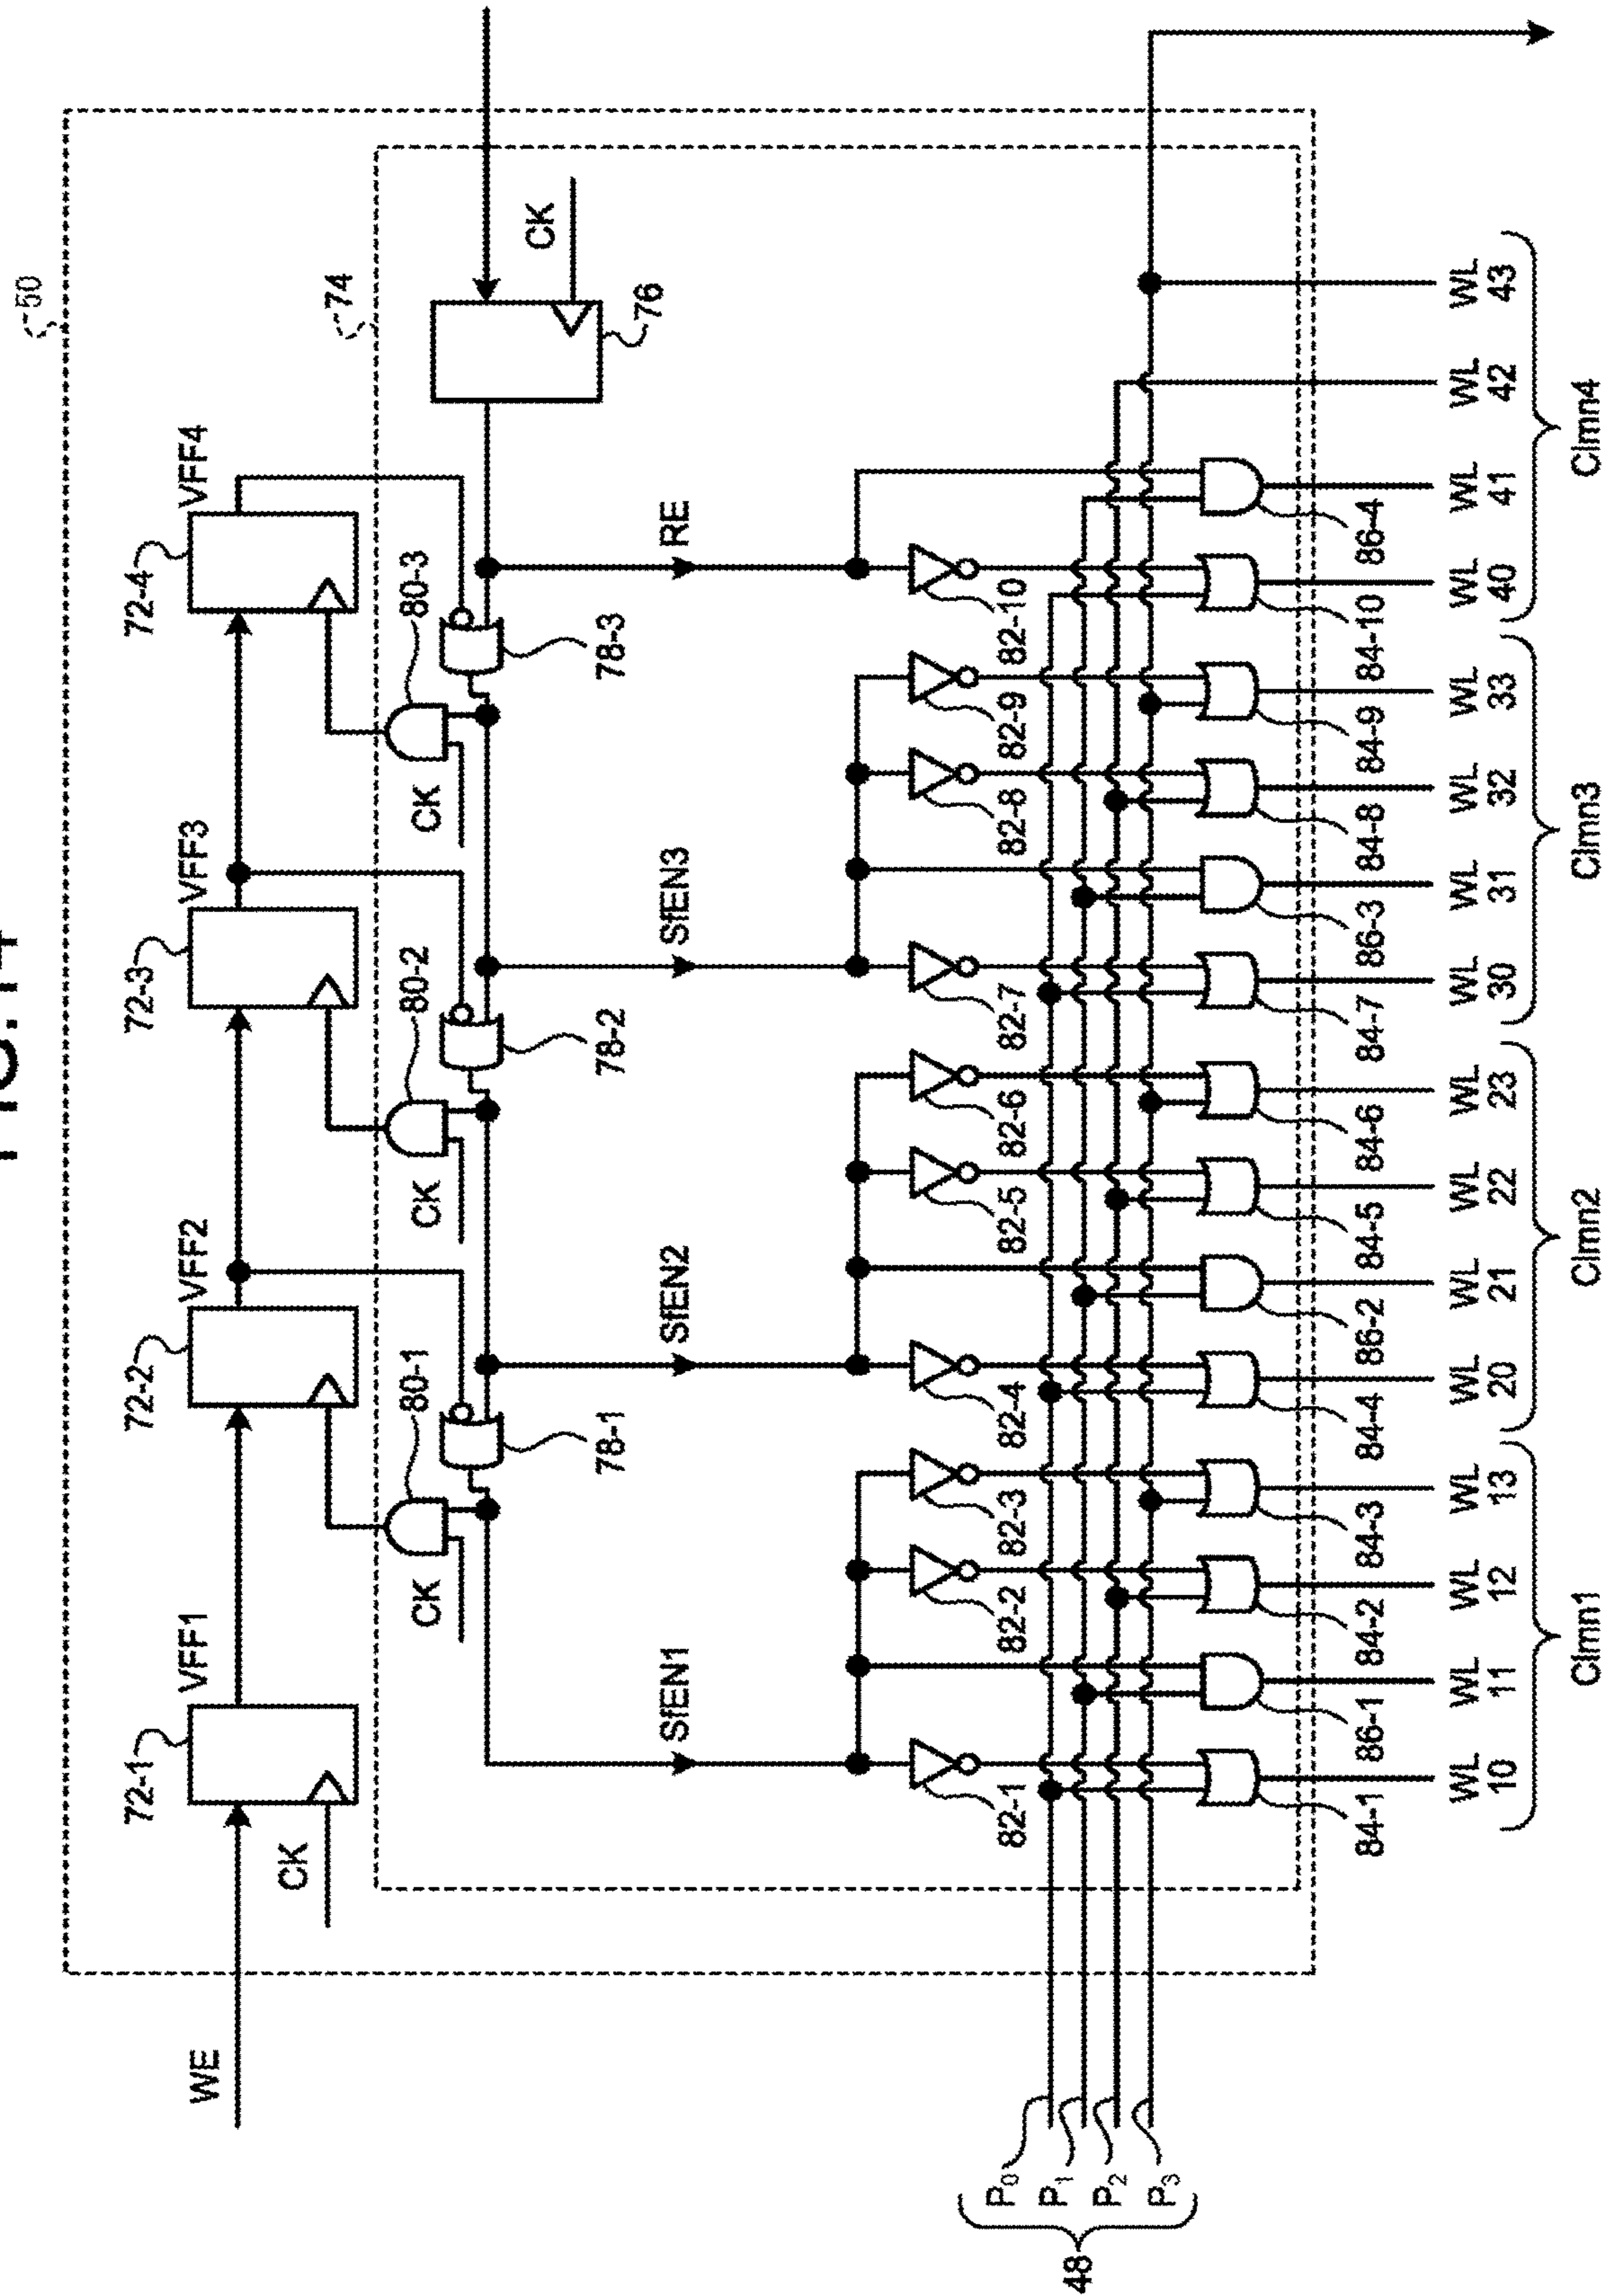 50
74
WE
72-1
VFF1
72-2
VFF2
72-3
VFF3
72-4
VFF4
CK
CK
80-1
CK
80-2
CK
80-3
CK
78-1
78-2
78-3
76
SfEN1
SfEN2
SfEN3
RE
82-1
82-2
82-3
82-4
82-5
82-6
82-7
82-8
82-9
82-10
48
P0
P1
P2
P3
84-1
86-1
84-2
84-3
84-4
86-2
84-5
84-6
84-7
86-3
84-8
84-9
84-10
86-4
WL WL WL WL WL WL WL WL WL WL WL WL WL WL WL WL
10 11 12 13 20 21 22 23 30 31 32 33 40 41 42 43
Clmn1 Clmn2 Clmn3 Clmn4